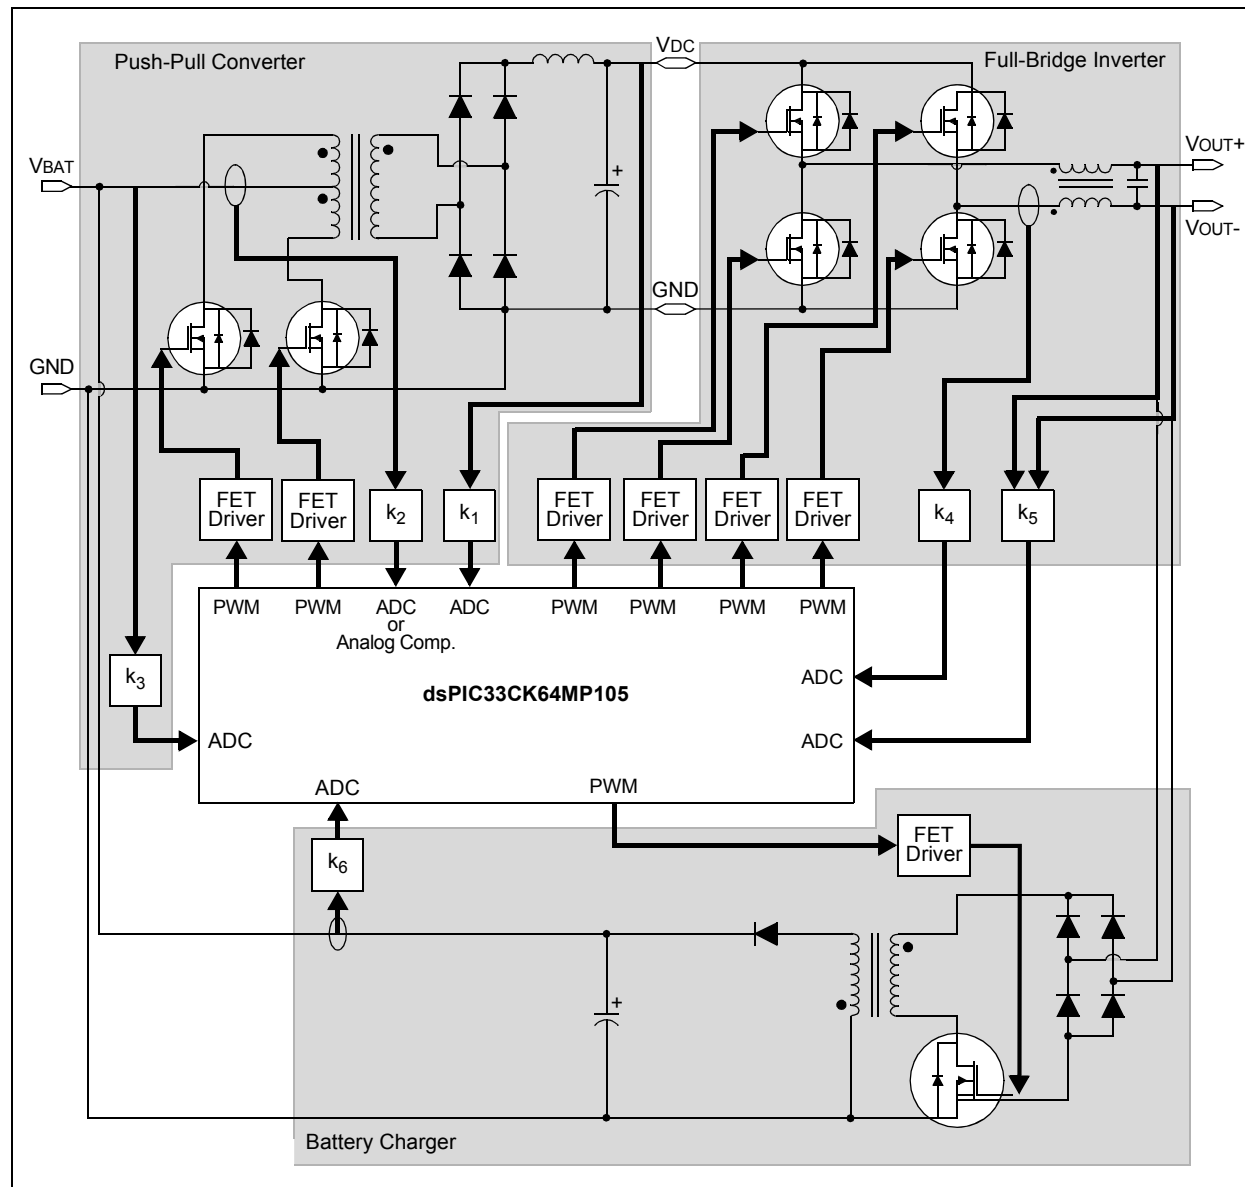 Push-Pull Converter
VDC
Full-Bridge Inverter
VBAT
VOUT+
VOUT-
+
GND
GND
FET
Driver
FET
Driver
k2
k1
FET
Driver
FET
Driver
FET
Driver
FET
Driver
k4
k5
PWM
PWM
ADC
or
Analog Comp.
ADC
PWM
PWM
PWM
PWM
k3
dsPIC33CK64MP105
ADC
ADC
ADC
ADC
PWM
k6
FET
Driver
+
Battery Charger